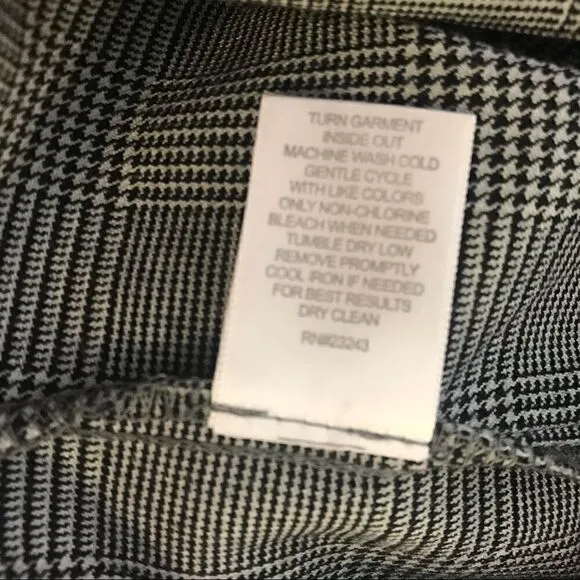 TURN GARMENT
INSIDE OUT
MACHINE WASH COLD
GENTLE CYCLE
WITH LIKE COLORS
ONLY NON-CHLORINE
BLEACH WHEN NEEDED
TUMBLE DRY LOW
REMOVE PROMPTLY
COOL IRON IF NEEDED
FOR BEST RESULTS
DRY CLEAN
RN#23243